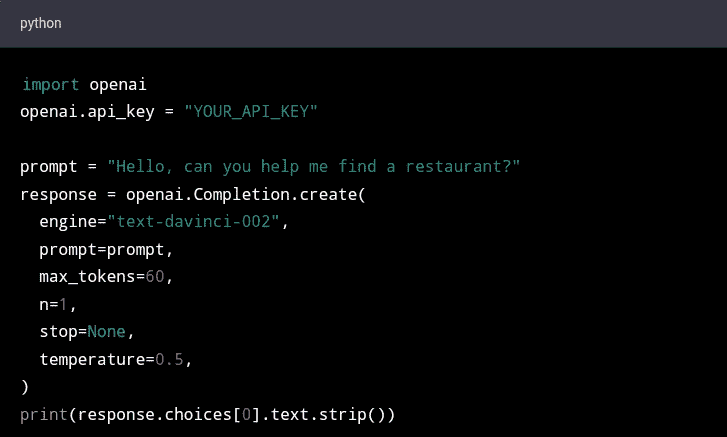 python
import openai
openai.api_key = "YOUR_API_KEY"
prompt = "Hello, can you help me find a restaurant?"
response = openai.Completion.create(
engine="text-davinci-002",
prompt=prompt,
max_tokens=60,
n=1,
stop=None,
temperature=0.5,
)
print(response.choices[0].text.strip())